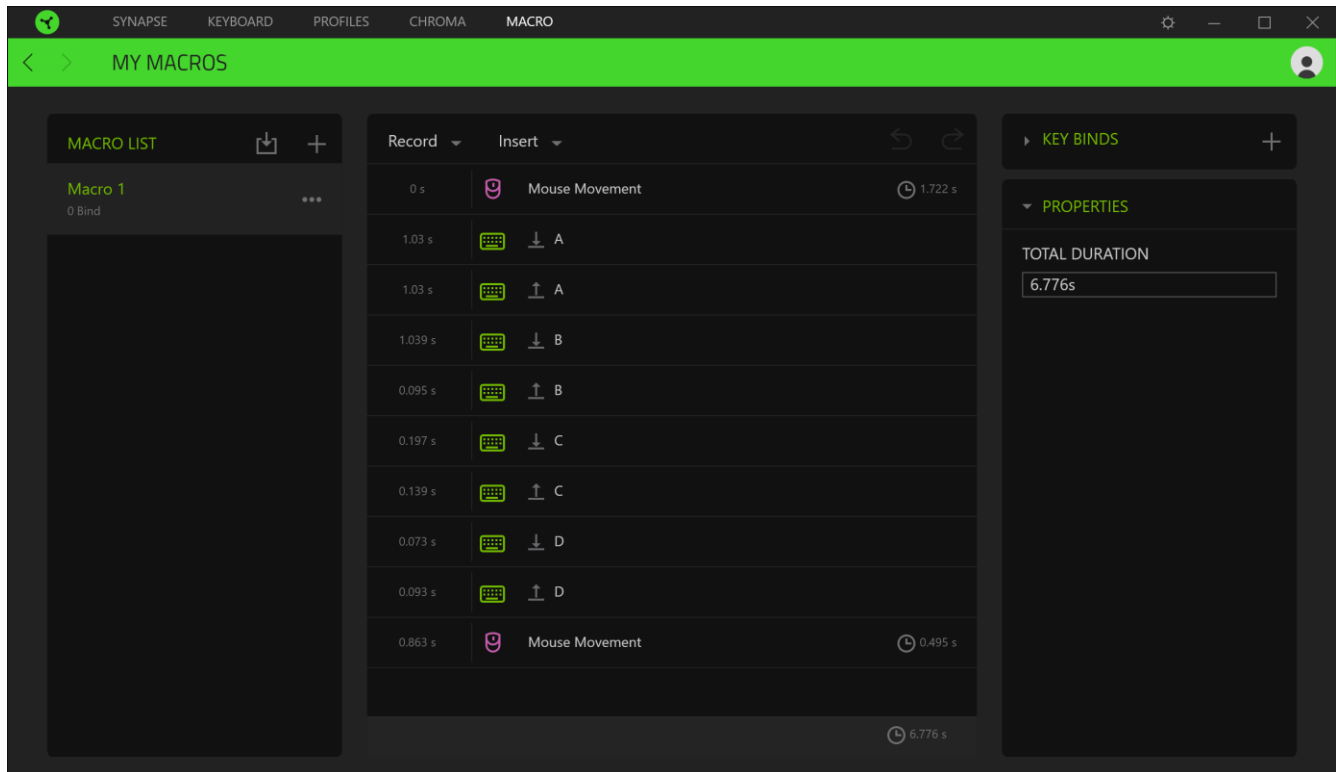 SYNAPSE KEYBOARD PROFILES CHROMA MACRO
MY MACROS
MACRO LIST
Macro 1
0 Bind
Record Insert
0 s Mouse Movement 1.722 s
1.03 s A
1.03 s A
1.039 s B
0.095 s B
0.197 s C
0.139 s C
0.073 s D
0.093 s D
0.863 s Mouse Movement 0.495 s
6.776 s
KEY BINDS
PROPERTIES
TOTAL DURATION
6.776s